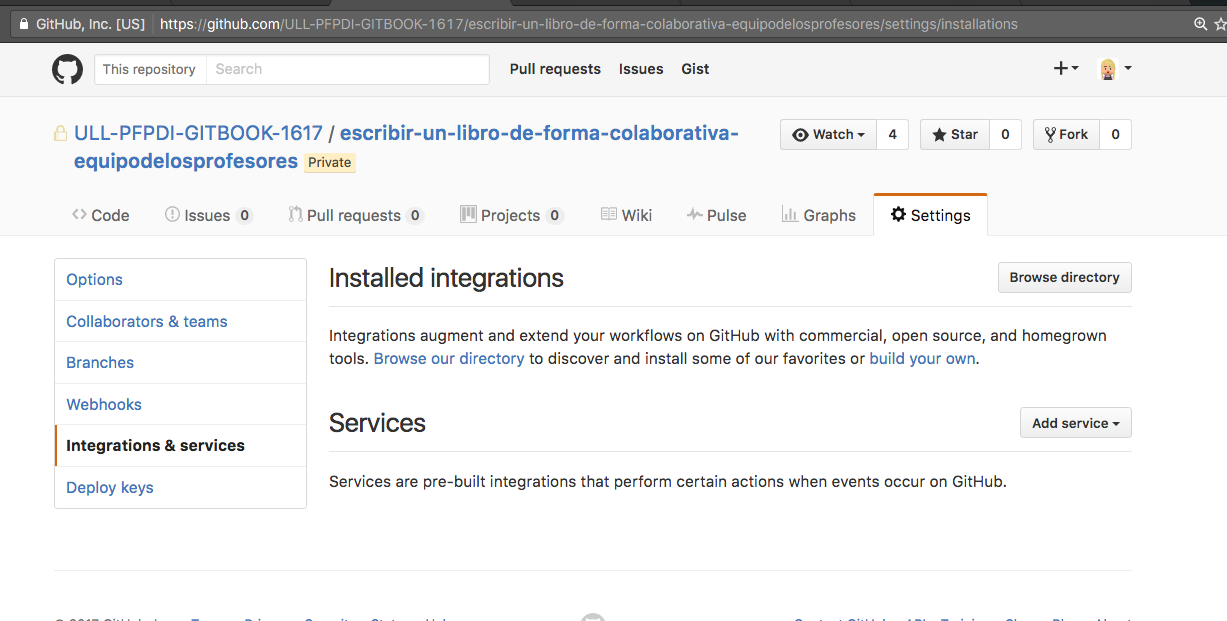 GitHub, Inc. [US] https://github.com/ULL-PFPDI-GITBOOK-1617/escribir-un-libro-de-forma-colaborativa-equipodelosprofesores/settings/installations
This repository Search Pull requests Issues Gist
ULL-PFPDI-GITBOOK-1617 / escribir-un-libro-de-forma-colaborativa-
equipodelosprofesores Private
Watch 4 Star 0 Fork 0
Code Issues 0 Pull requests 0 Projects 0 Wiki Pulse Graphs Settings
Options
Collaborators & teams
Branches
Webhooks
Integrations & services
Deploy keys
Installed integrations Browse directory
Integrations augment and extend your workflows on GitHub with commercial, open source, and homegrown
tools. Browse our directory to discover and install some of our favorites or build your own.
Services Add service
Services are pre-built integrations that perform certain actions when events occur on GitHub.